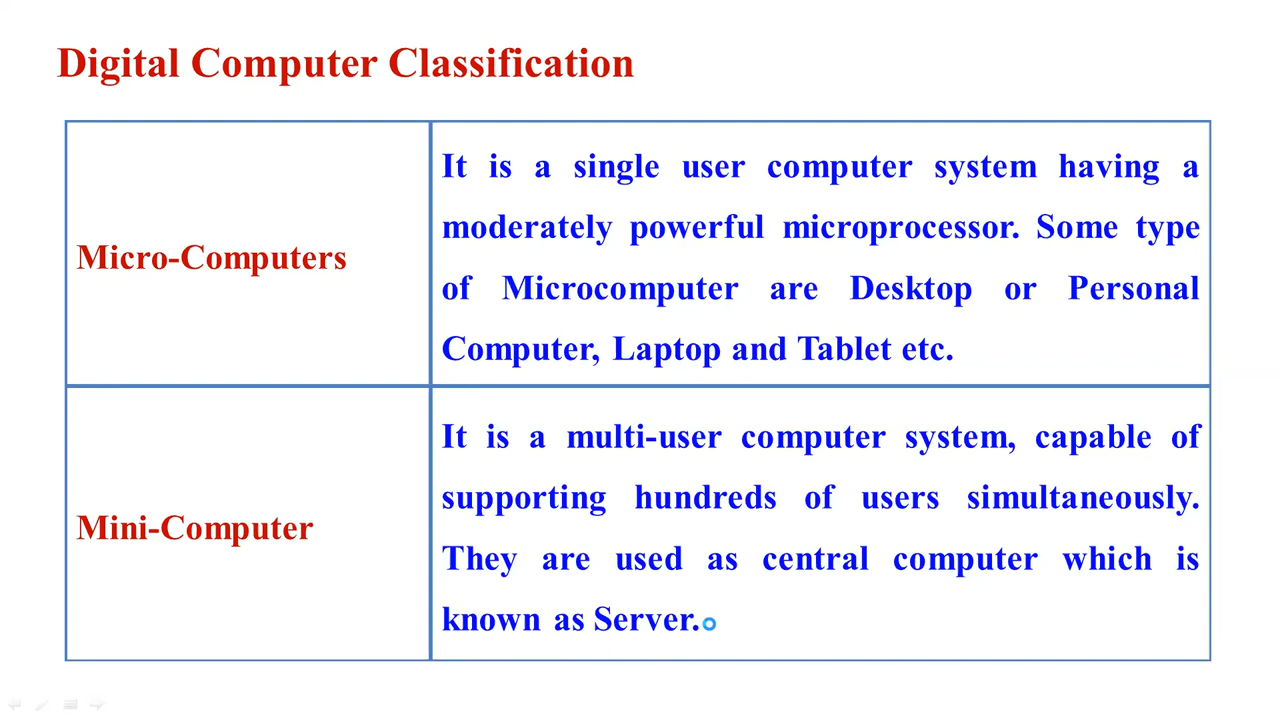 Digital Computer Classification
Micro-Computers
It is a single user computer system having a
moderately powerful microprocessor. Some type
of Microcomputer are Desktop or Personal
Computer, Laptop and Tablet etc.
Mini-Computer
It is a multi-user computer system, capable of
supporting hundreds of users simultaneously.
They are used as central computer which is
known as Server.